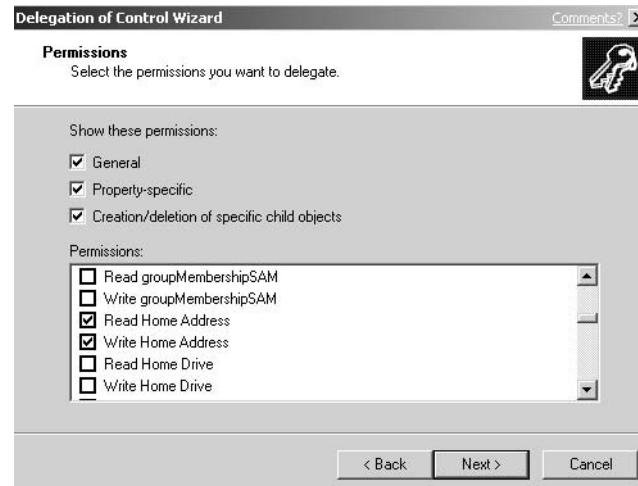 Delegation of Control Wizard Comments?
Permissions
Select the permissions you want to delegate.
Show these permissions:
General
Property-specific
Creation/deletion of specific child objects
Permissions:
Read groupMembershipSAM
Write groupMembershipSAM
Read Home Address
Write Home Address
Read Home Drive
Write Home Drive
< Back Next > Cancel